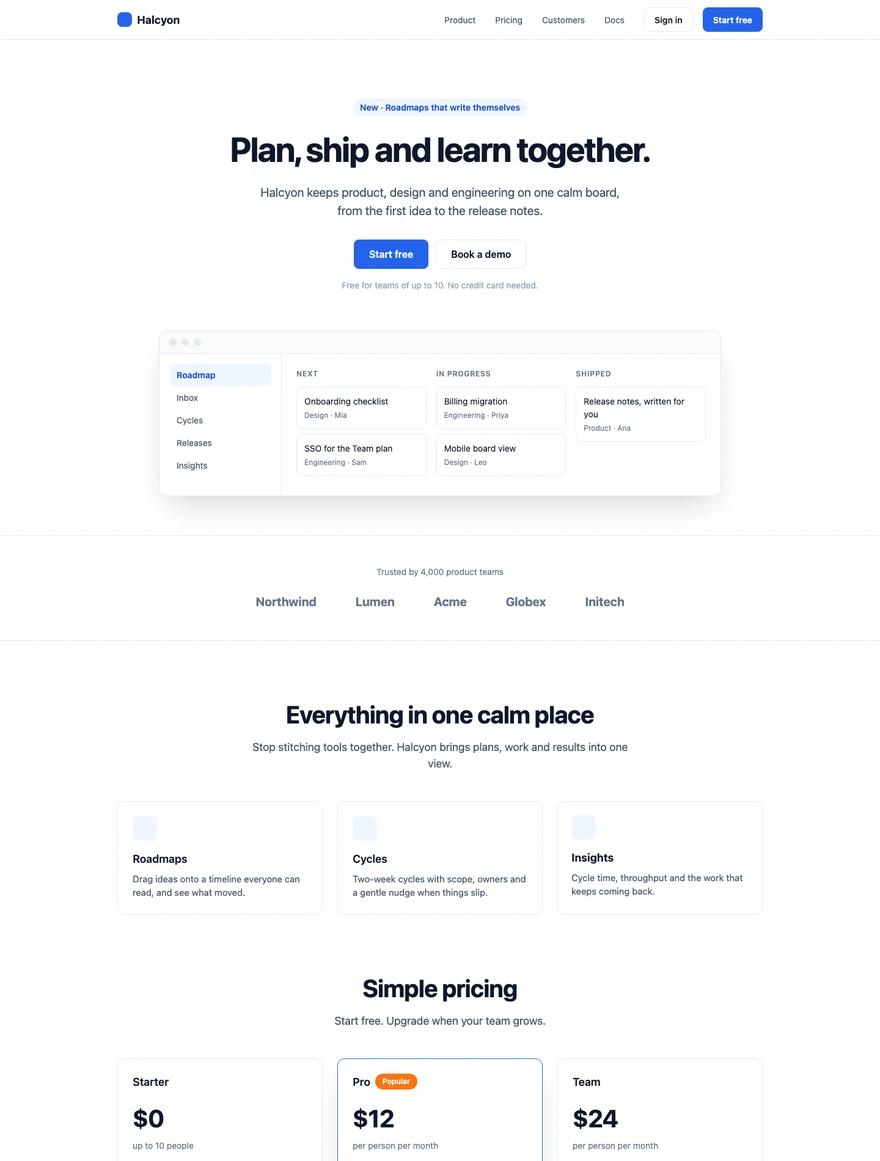 Halcyon
Product
Pricing
Customers
Docs
Sign in
Start free
New · Roadmaps that write themselves
Plan, ship and learn together.
Halcyon keeps product, design and engineering on one calm board,
from the first idea to the release notes.
Start free
Book a demo
Free for teams of up to 10. No credit card needed.
Roadmap
Inbox
Cycles
Releases
Insights
NEXT
Onboarding checklist
Design · Mia
SSO for the Team plan
Engineering · Sam
IN PROGRESS
Billing migration
Engineering · Priya
Mobile board view
Design · Leo
SHIPPED
Release notes, written for
you
Product · Ana
Trusted by 4,000 product teams
Northwind
Lumen
Acme
Globex
Initech
Everything in one calm place
Stop stitching tools together. Halcyon brings plans, work and results into one
view.
Roadmaps
Drag ideas onto a timeline everyone can
read, and see what moved.
Cycles
Two-week cycles with scope, owners and
a gentle nudge when things slip.
Insights
Cycle time, throughput and the work that
keeps coming back.
Simple pricing
Start free. Upgrade when your team grows.
Starter
$0
up to 10 people
Pro
Popular
$12
per person per month
Team
$24
per person per month